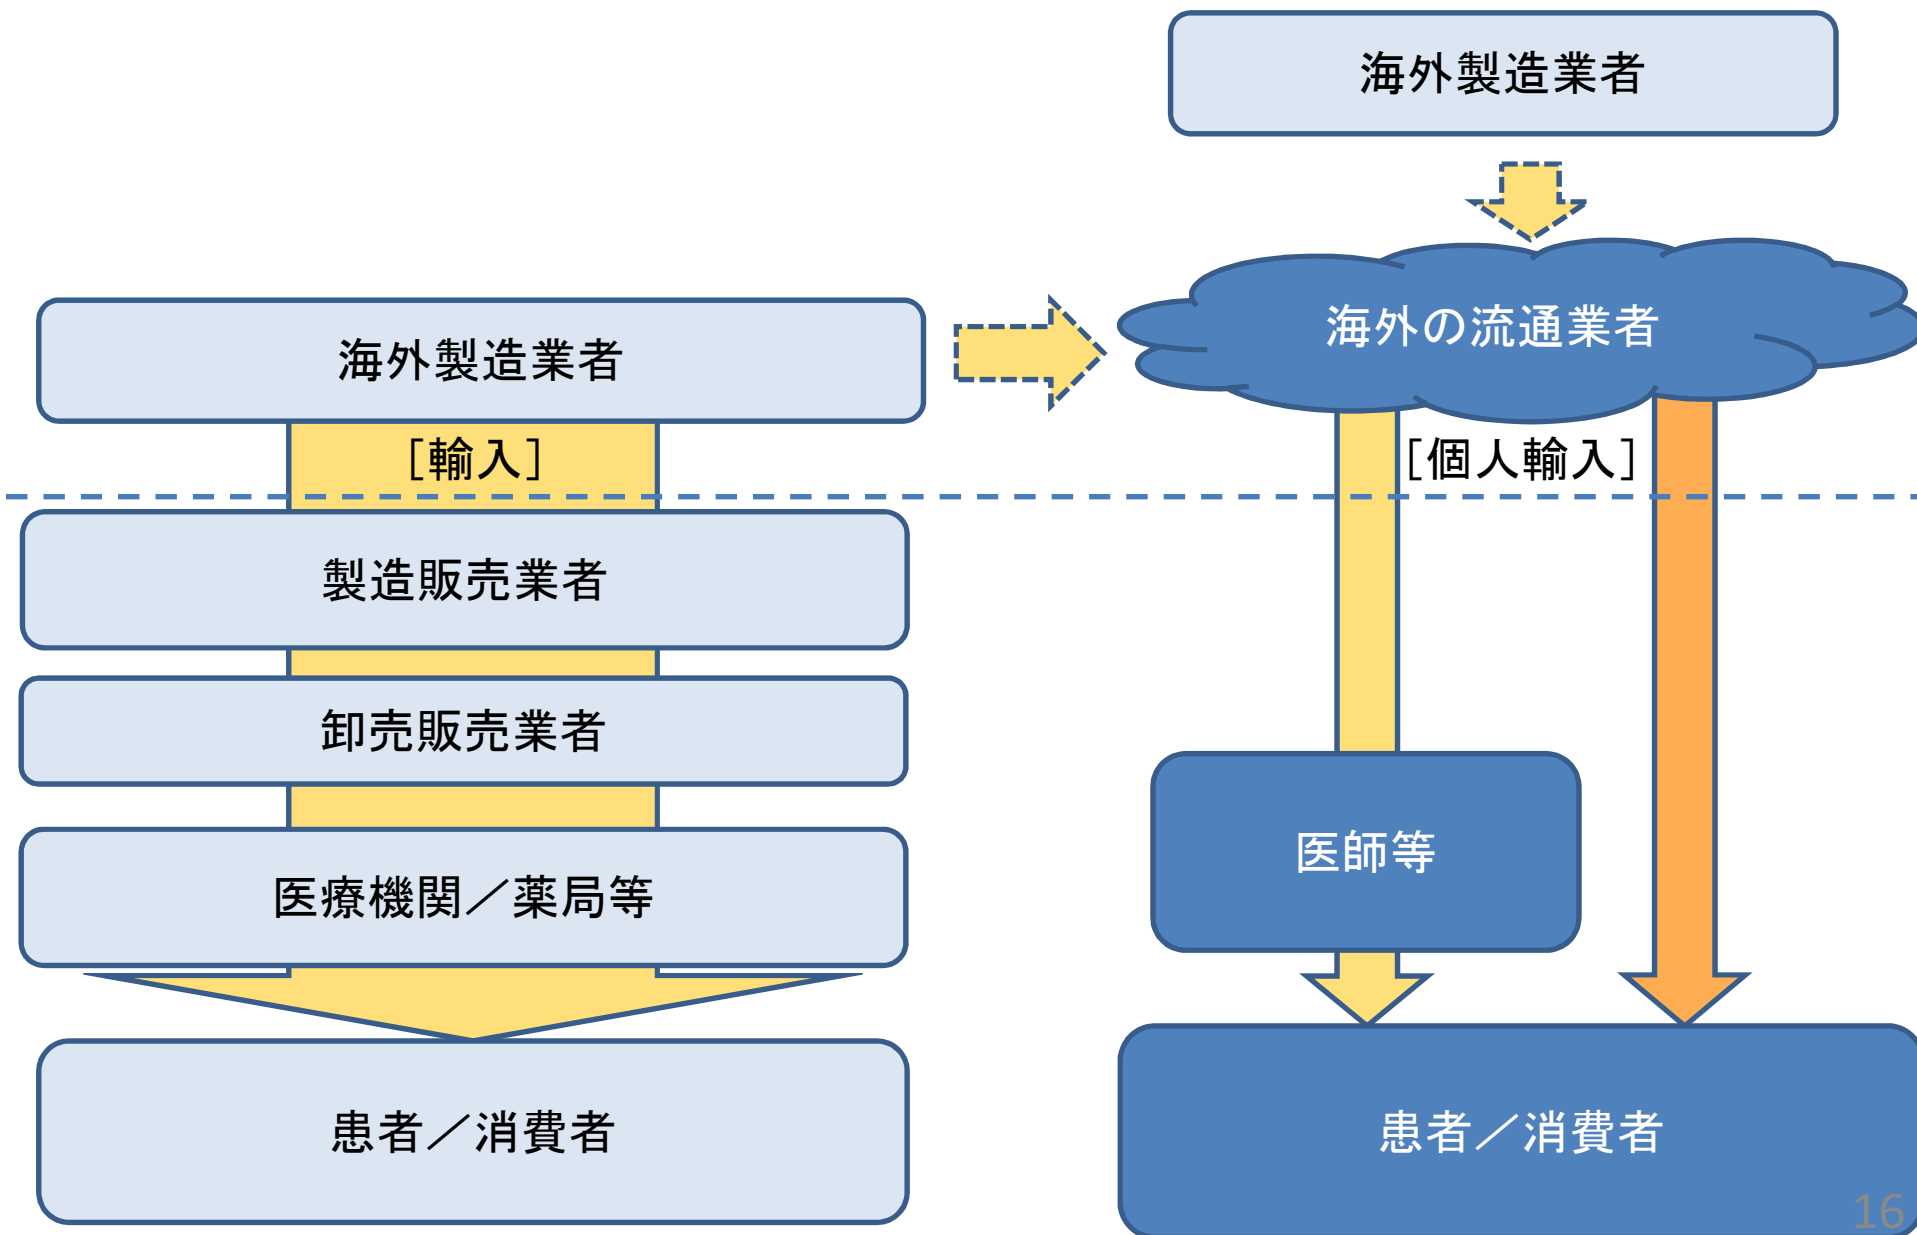 海外製造業者
海外の流通業者
海外製造業者
［輸入］
［個人輸入］
製造販売業者
卸売販売業者
医療機関／薬局等
医師等
患者／消費者
患者／消費者
16